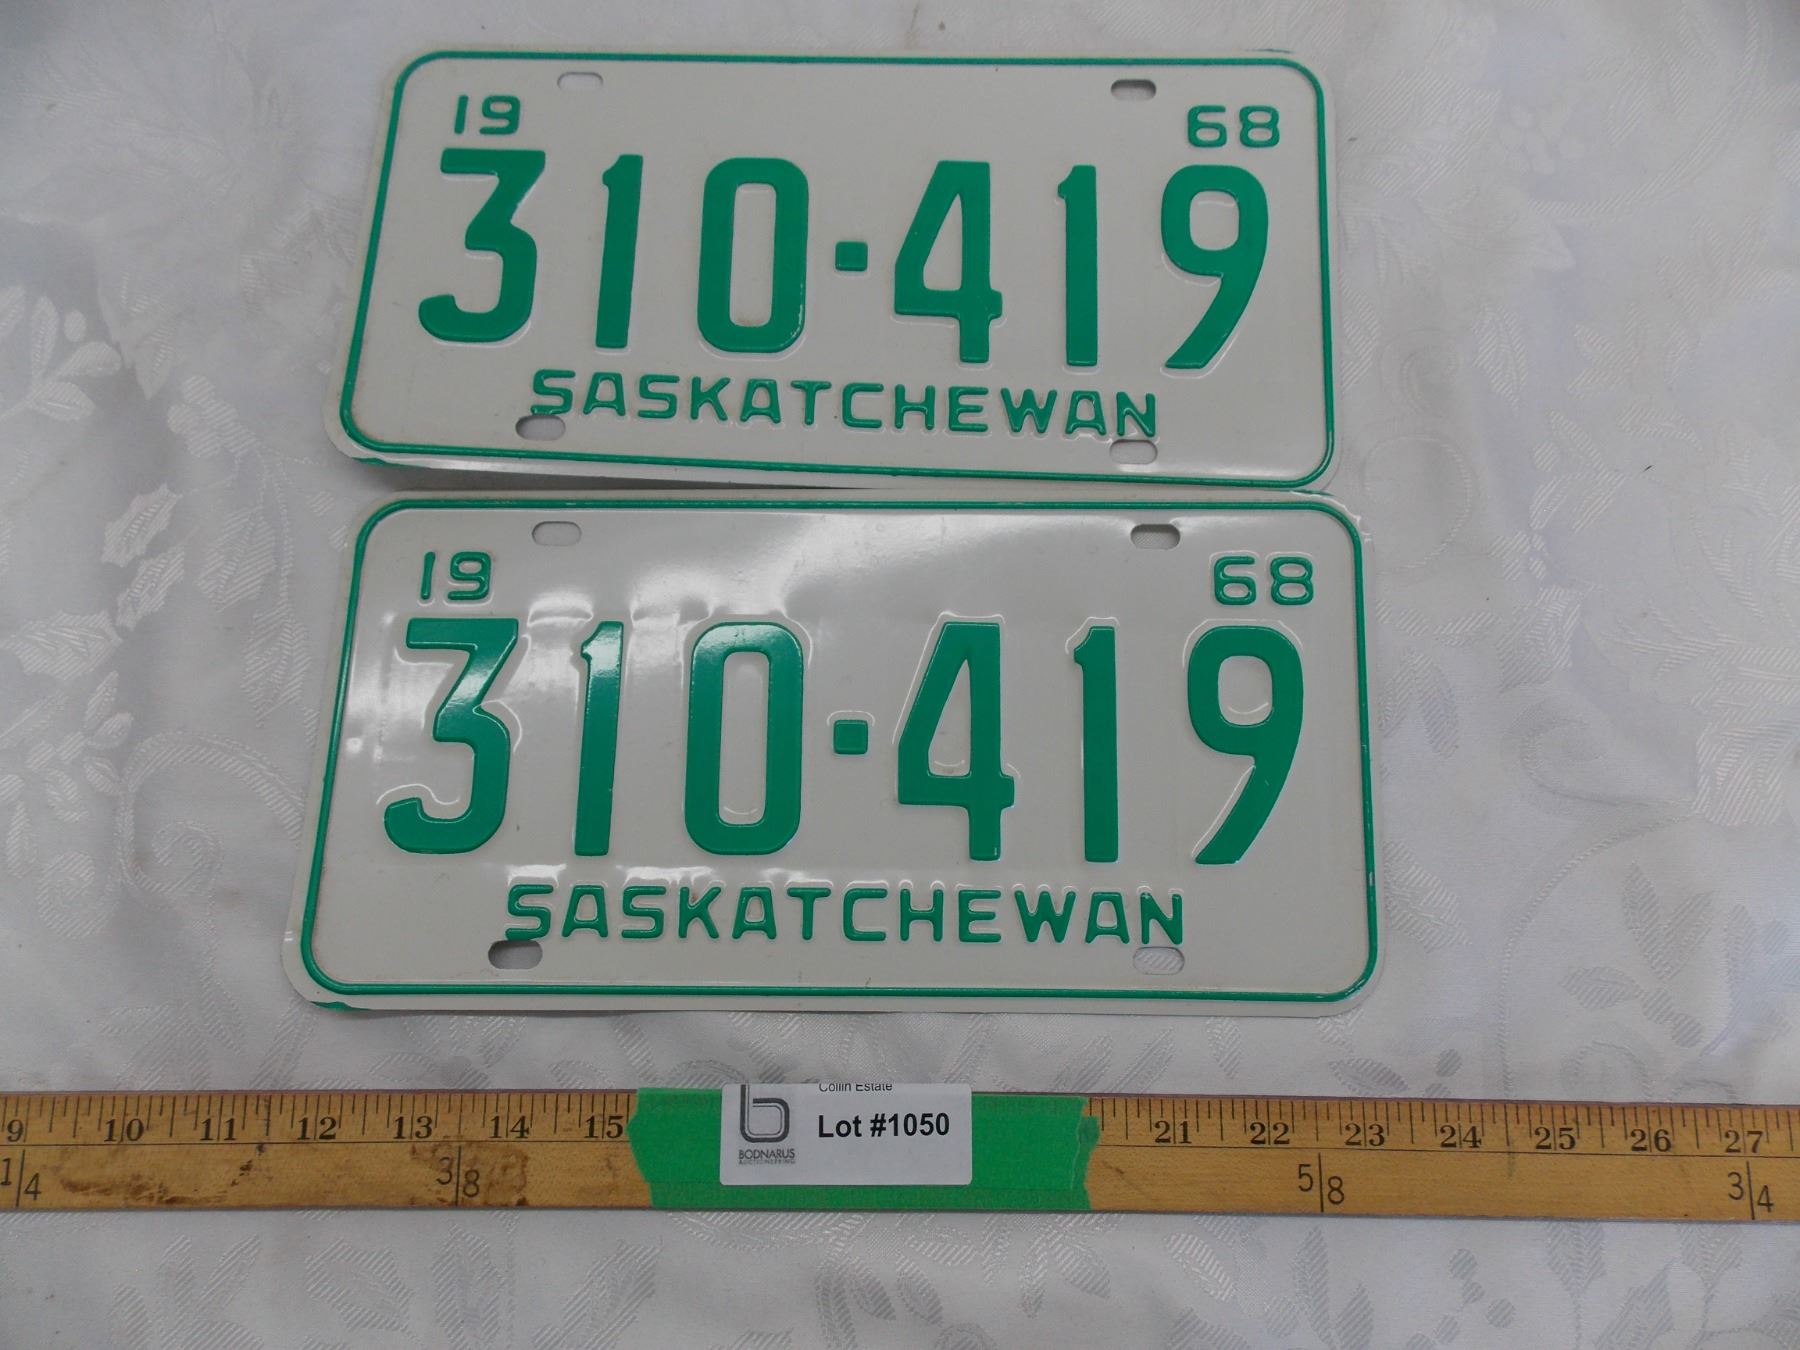 19 68
310-419
SASKATCHEWAN
19 68
310-419
SASKATCHEWAN
Collin Estate
Lot #1050
BODNARUS
AUCTIONEERING
9 10 11 12 13 14 15 21 22 23 24 25 26 27
1/4 3/8 5/8 3/4